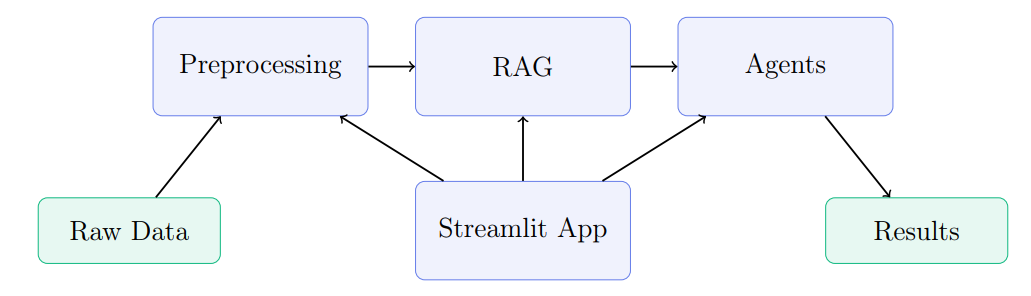 Preprocessing
RAG
Agents
Raw Data
Streamlit App
Results